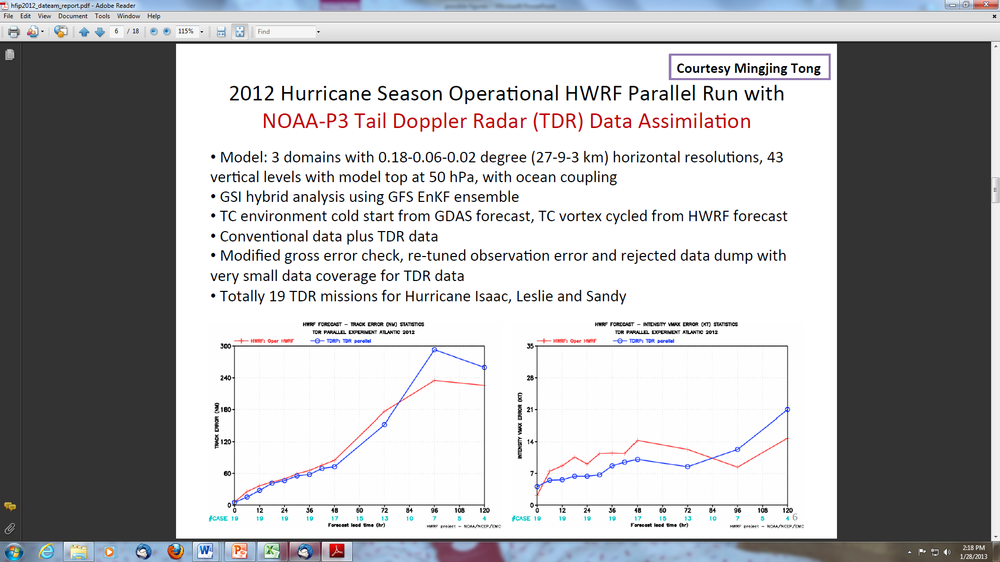 hfip2012_dateam_report.pdf - Adobe Reader
File Edit View Document Tools Window Help
6 / 18 115% Find
Courtesy Mingjing Tong
2012 Hurricane Season Operational HWRF Parallel Run with
NOAA-P3 Tail Doppler Radar (TDR) Data Assimilation
• Model: 3 domains with 0.18-0.06-0.02 degree (27-9-3 km) horizontal resolutions, 43
vertical levels with model top at 50 hPa, with ocean coupling
• GSI hybrid analysis using GFS EnKF ensemble
• TC environment cold start from GDAS forecast, TC vortex cycled from HWRF forecast
• Conventional data plus TDR data
• Modified gross error check, re-tuned observation error and rejected data dump with
very small data coverage for TDR data
• Totally 19 TDR missions for Hurricane Isaac, Leslie and Sandy
HWRF FORECAST – TRACK ERROR (NM) STATISTICS
TDR PARALLEL EXPERIMENT ATLANTIC 2012
HWRF: Oper HWRF TDRP: TDR parallel
300
240
180
120
60
0
TRACK ERROR (NM)
0 12 24 36 48 60 72 84 96 108 120
#CASE 19 19 19 19 17 15 13 10 7 5 4
Forecast lead time (hr)
HWRF project – NOAA/NCEP/EMC
HWRF FORECAST – INTENSITY VMAX ERROR (KT) STATISTICS
TDR PARALLEL EXPERIMENT ATLANTIC 2012
HWRF: Oper HWRF TDRP: TDR parallel
35
28
21
14
7
0
INTENSITY VMAX ERROR (KT)
0 12 24 36 48 60 72 84 96 108 120
#CASE 19 19 19 19 17 15 13 10 7 5 4
Forecast lead time (hr)
HWRF project – NOAA/NCEP/EMC
6
2:18 PM
1/28/2013